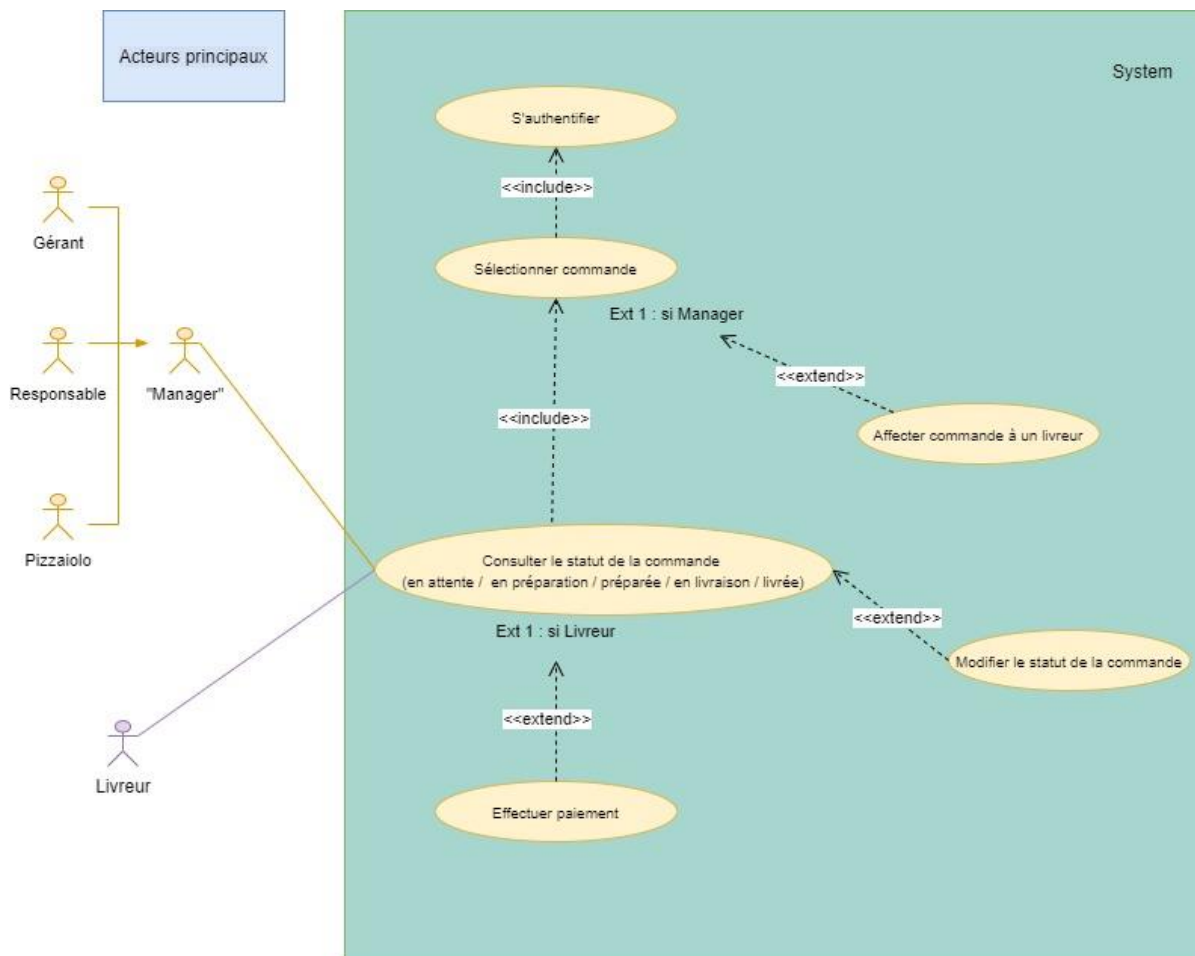 Acteurs principaux
System
S'authentifier
<<include>>
Sélectionner commande
Gérant
Ext 1 : si Manager
<<extend>>
Responsable
"Manager"
<<include>>
Affecter commande à un livreur
Pizzaiolo
Consulter le statut de la commande
(en attente / en préparation / préparée / en livraison / livrée)
<<extend>>
Ext 1 : si Livreur
Modifier le statut de la commande
<<extend>>
Livreur
Effectuer paiement